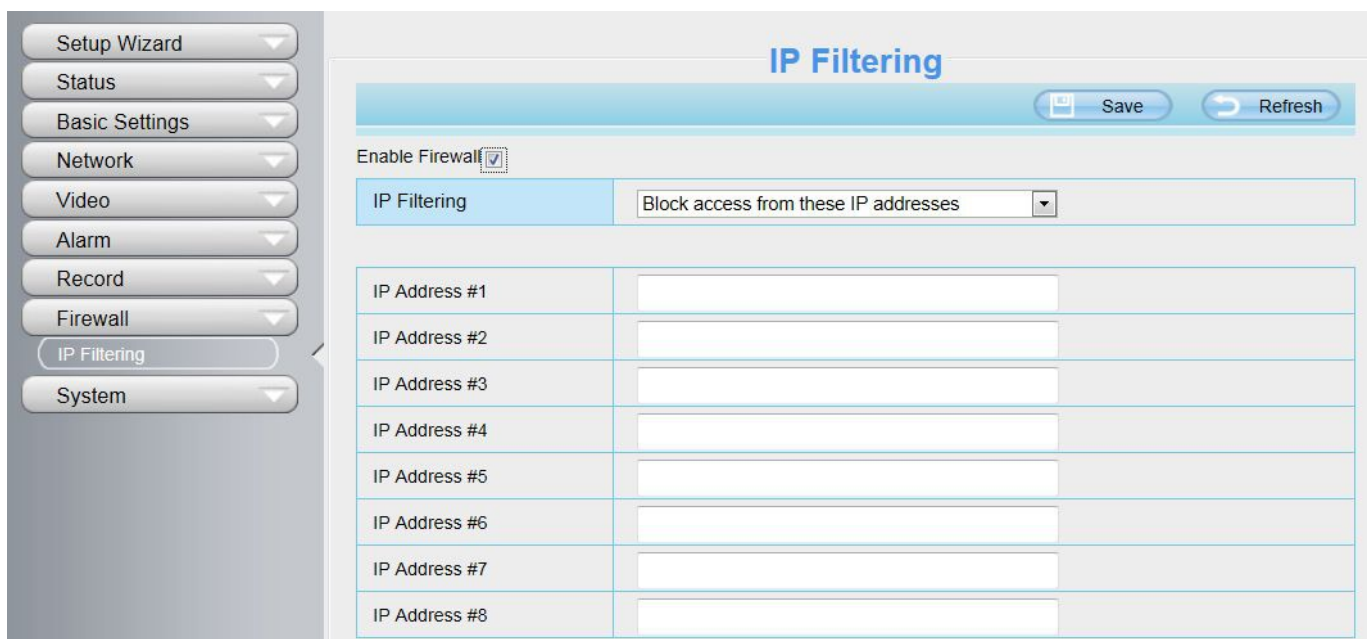 Setup Wizard
Status
Basic Settings
Network
Video
Alarm
Record
Firewall
IP Filtering
System
IP Filtering
Save Refresh
Enable Firewall
IP Filtering Block access from these IP addresses
IP Address #1
IP Address #2
IP Address #3
IP Address #4
IP Address #5
IP Address #6
IP Address #7
IP Address #8